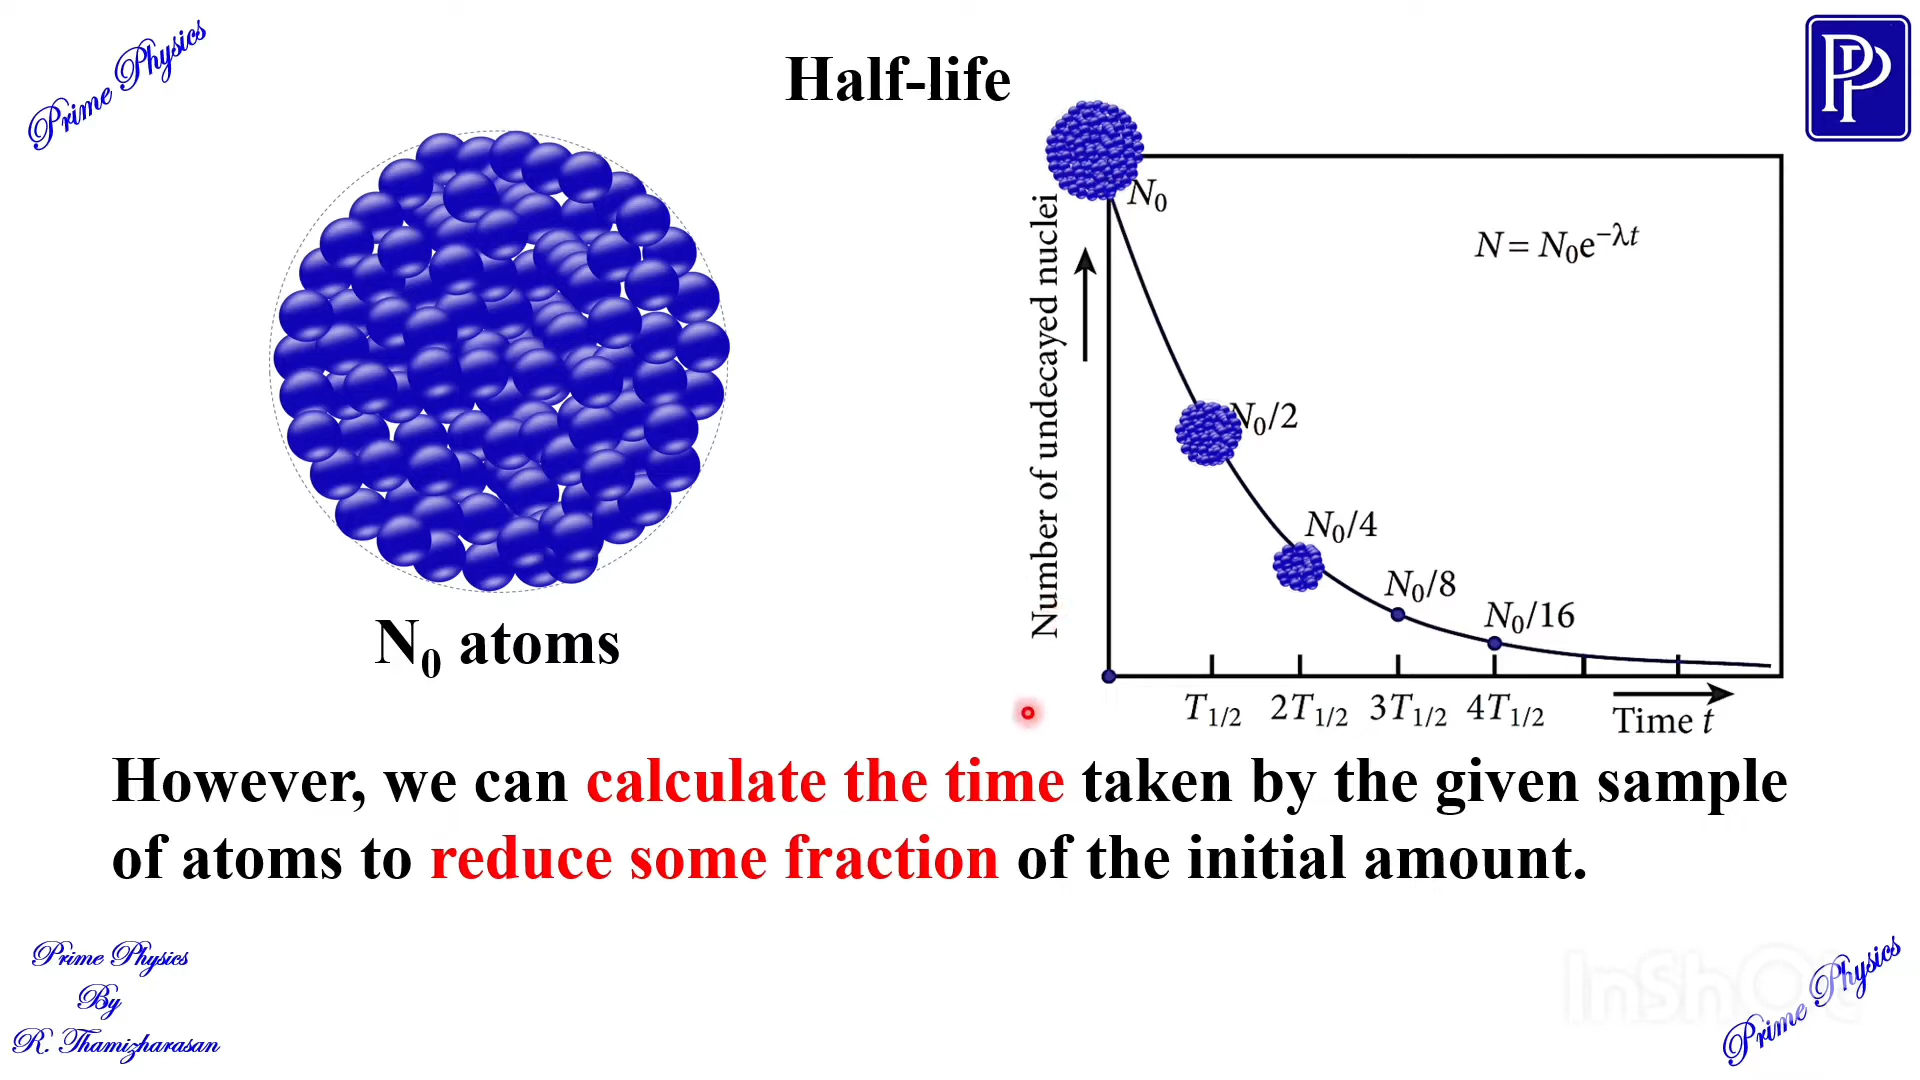 Prime Physics
Half-life
PP
N₀
Number of undecayed nuclei
N = N₀e^−λt
N₀/2
N₀/4
N₀/8
N₀/16
N₀ atoms
T₁/₂ 2T₁/₂ 3T₁/₂ 4T₁/₂
Time t
However, we can calculate the time taken by the given sample
of atoms to reduce some fraction of the initial amount.
Prime Physics
By
R. Thamizharasan
InShOt
Prime Physics